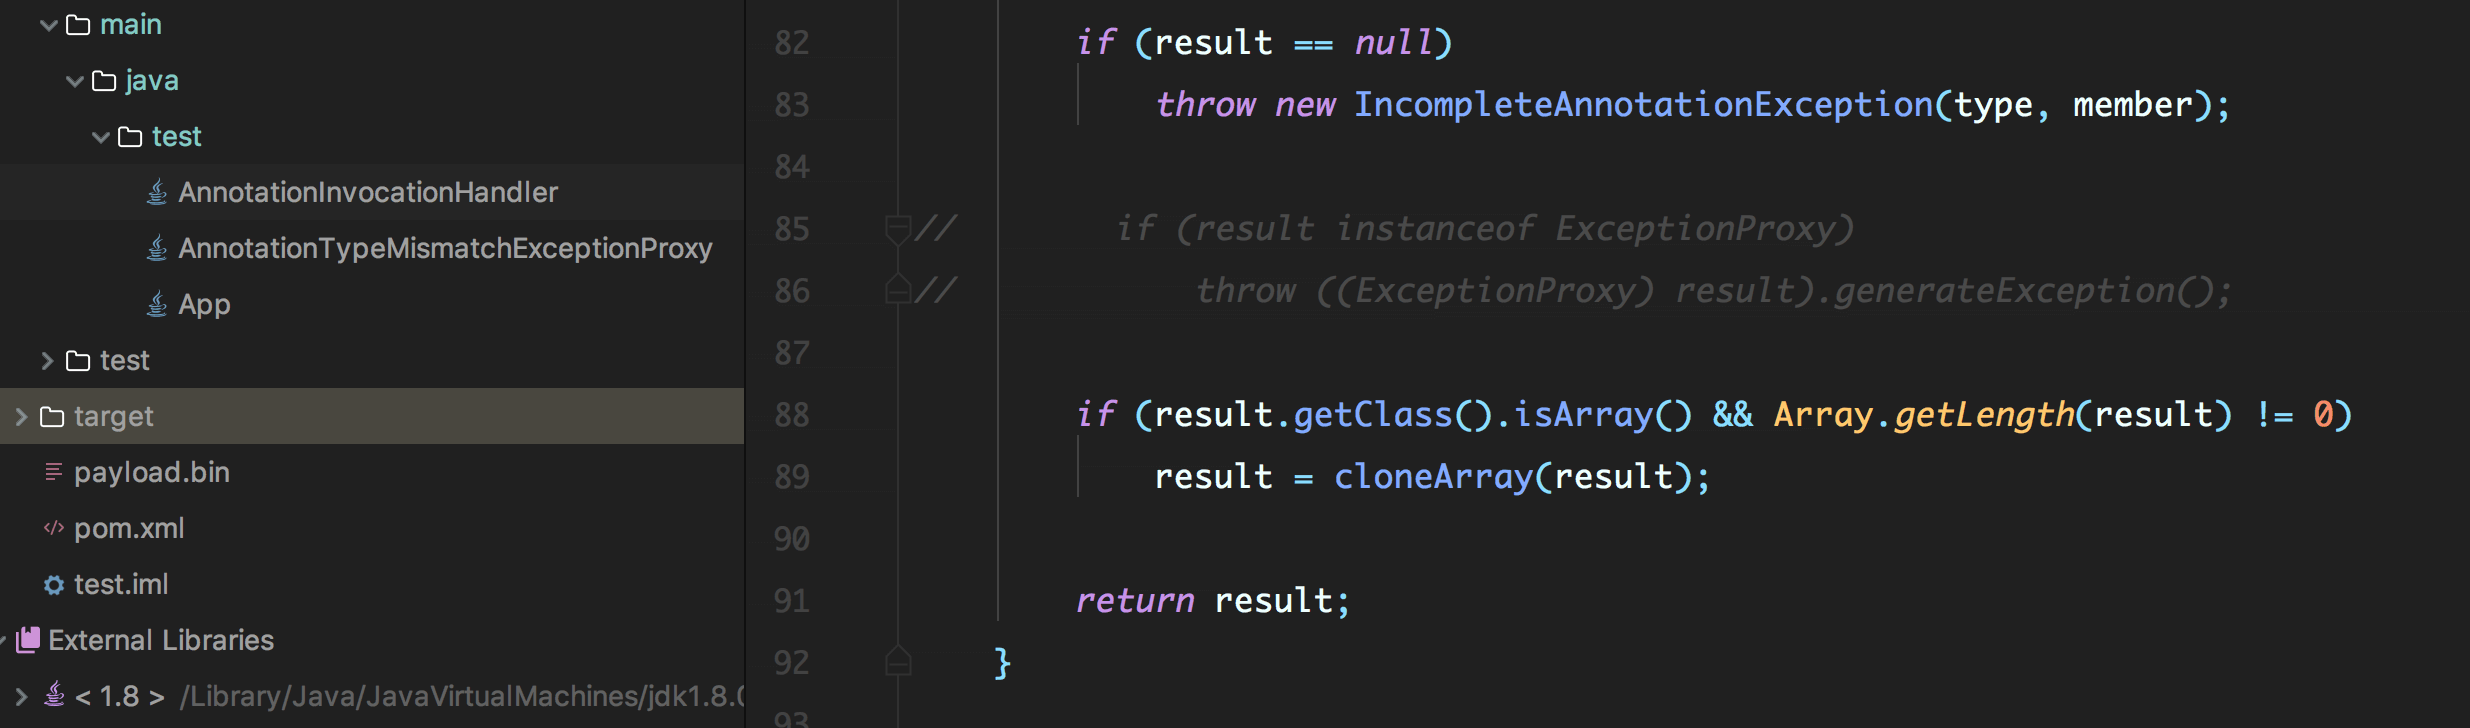 main
java
test
AnnotationInvocationHandler
AnnotationTypeMismatchExceptionProxy
App
test
target
payload.bin
pom.xml
test.iml
External Libraries
< 1.8 > /Library/Java/JavaVirtualMachines/jdk1.8.0
82 if (result == null)
83 throw new IncompleteAnnotationException(type, member);
84
85 // if (result instanceof ExceptionProxy)
86 // throw ((ExceptionProxy) result).generateException();
87
88 if (result.getClass().isArray() && Array.getLength(result) != 0)
89 result = cloneArray(result);
90
91 return result;
92 }
93